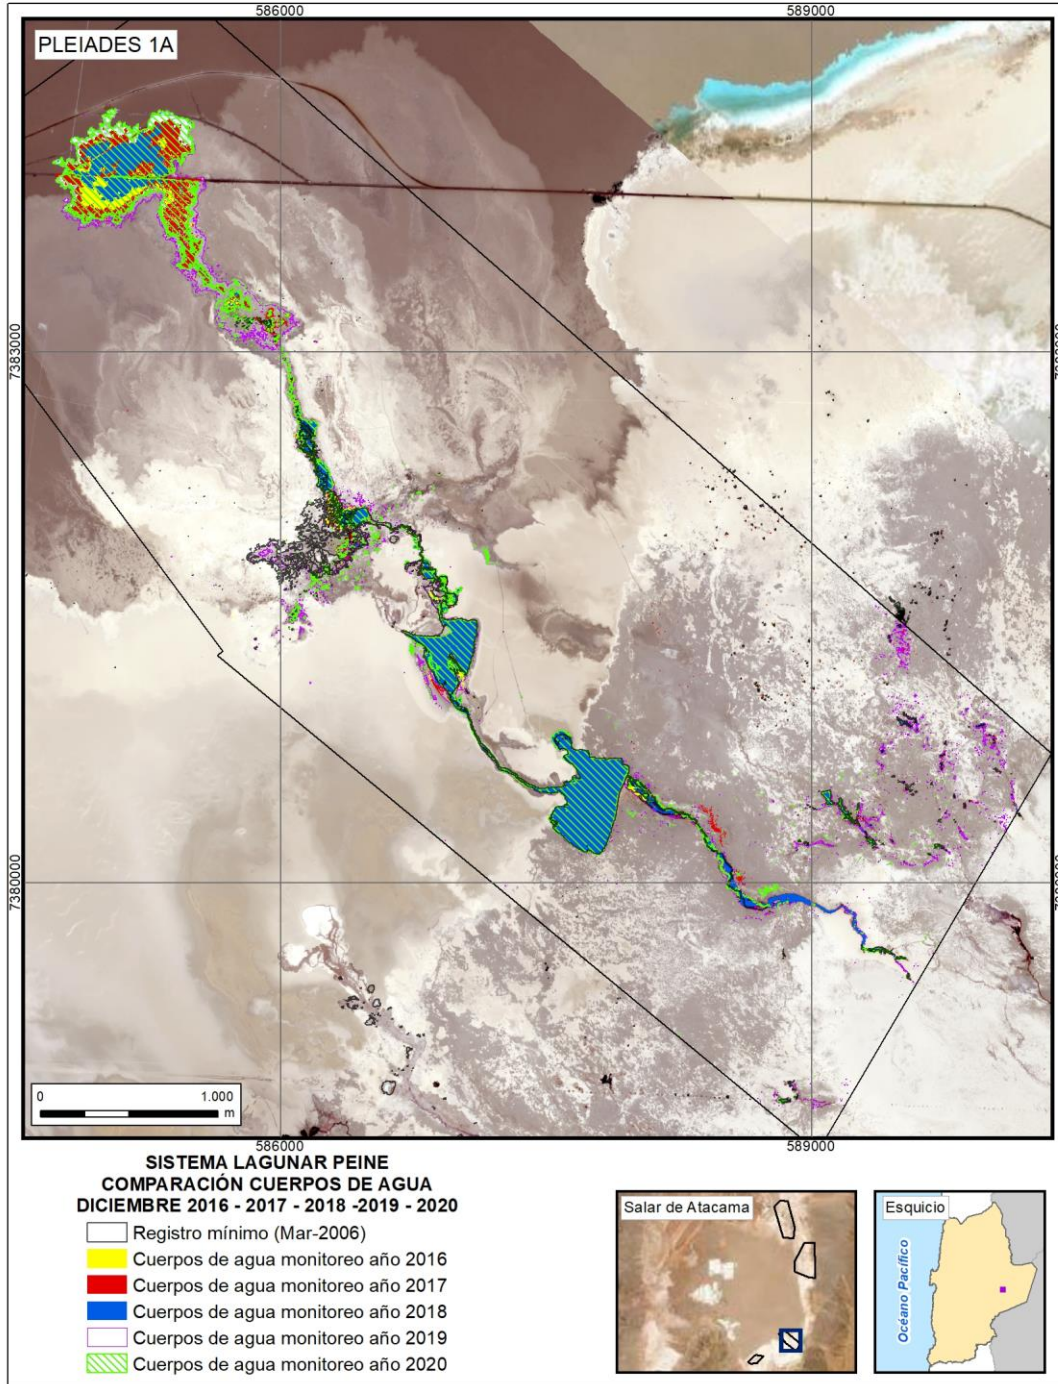 586000
589000
PLEIADES 1A
7383000
7380000
0
1.000
m
586000
589000
SISTEMA LAGUNAR PEINE
COMPARACIÓN CUERPOS DE AGUA
DICIEMBRE 2016 - 2017 - 2018 -2019 - 2020
Registro mínimo (Mar-2006)
Cuerpos de agua monitoreo año 2016
Cuerpos de agua monitoreo año 2017
Cuerpos de agua monitoreo año 2018
Cuerpos de agua monitoreo año 2019
Cuerpos de agua monitoreo año 2020
Salar de Atacama
Esquicio
Océano Pacífico